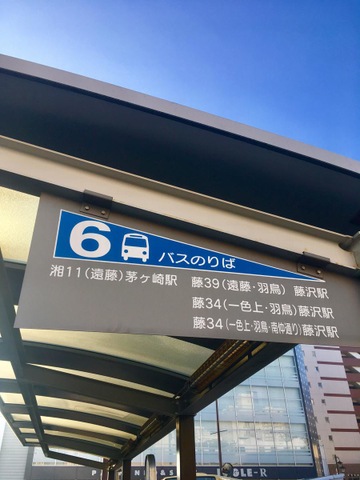 6 バスのりば
湘11(遠藤)茅ヶ崎駅 藤39(遠藤・羽鳥) 藤沢駅
藤34(一色上・羽鳥)藤沢駅
藤34(一色上・羽鳥・南仲通り)藤沢駅
GLE-R